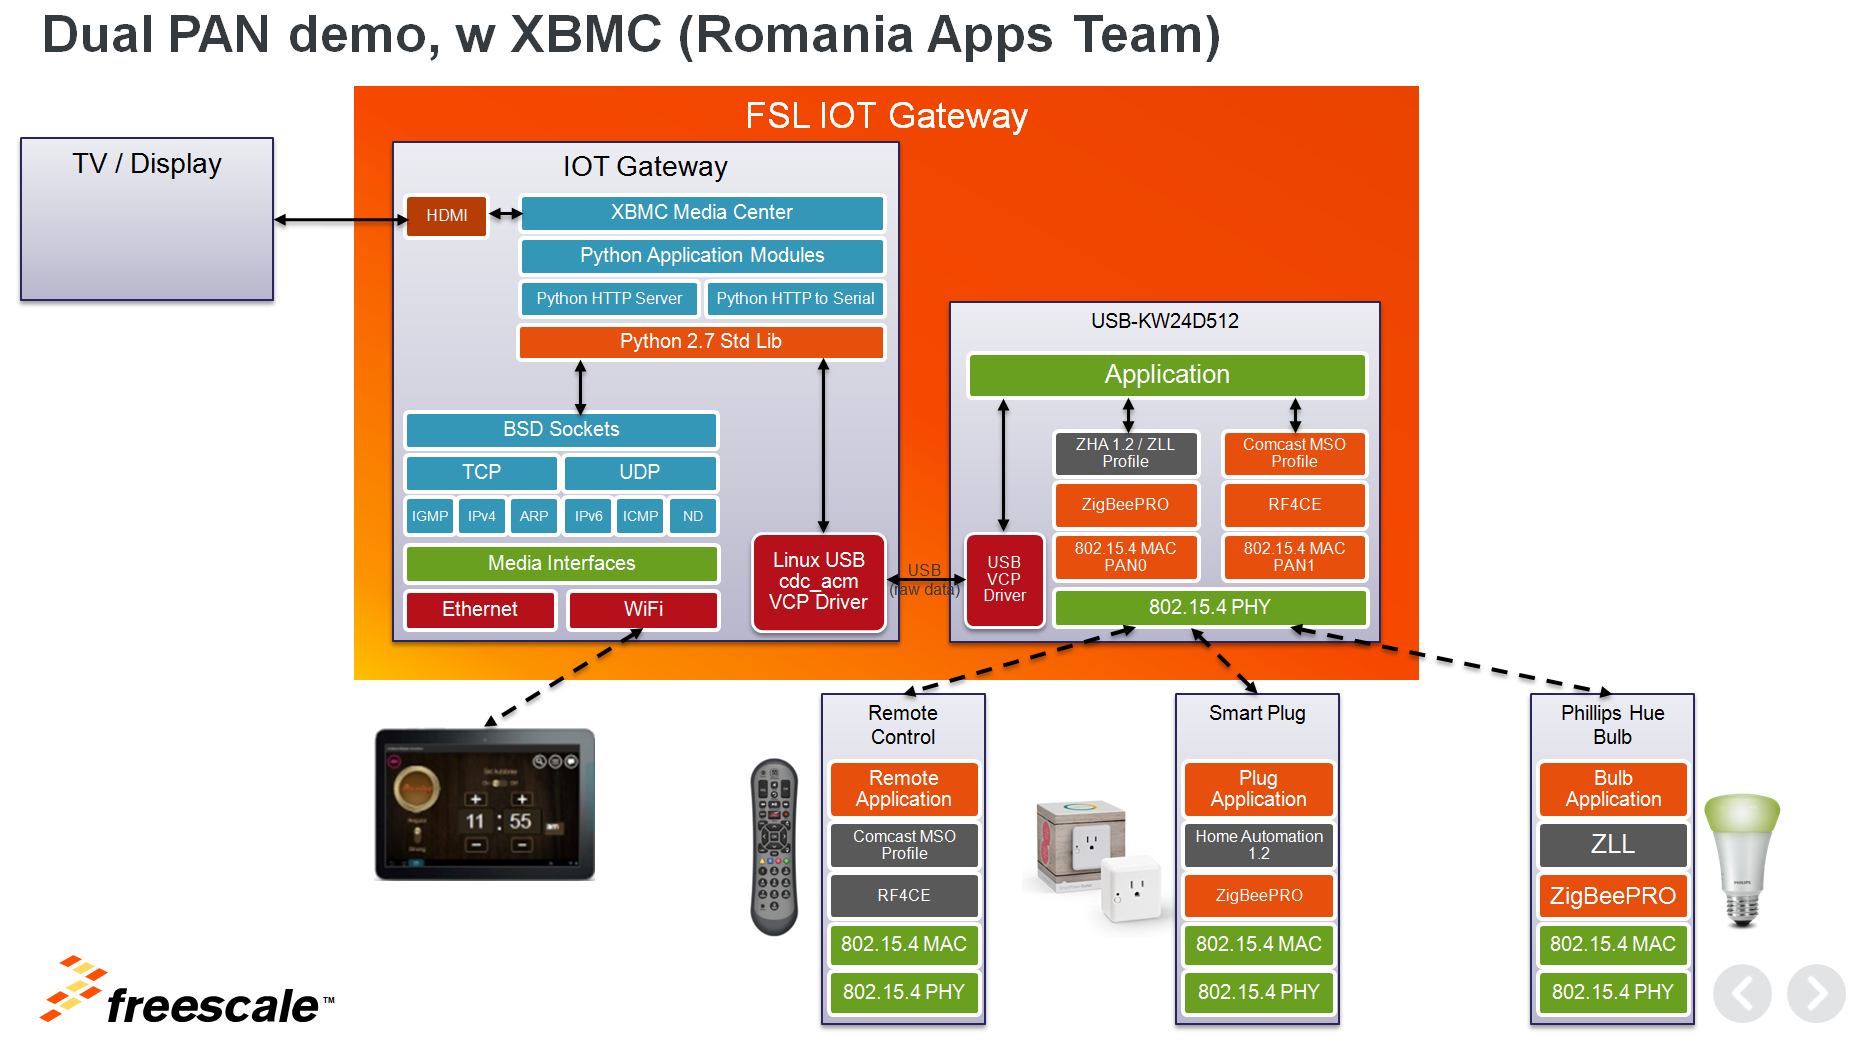 Dual PAN demo, w XBMC (Romania Apps Team)
FSL IOT Gateway
TV / Display
IOT Gateway
HDMI
XBMC Media Center
Python Application Modules
Python HTTP Server
Python HTTP to Serial
Python 2.7 Std Lib
BSD Sockets
TCP
UDP
IGMP
IPv4
ARP
IPv6
ICMP
ND
Media Interfaces
Ethernet
WiFi
Linux USB
cdc_acm
VCP Driver
USB
(raw data)
USB-KW24D512
Application
ZHA 1.2 / ZLL
Profile
Comcast MSO
Profile
ZigBeePRO
RF4CE
802.15.4 MAC
PAN0
802.15.4 MAC
PAN1
USB
VCP
Driver
802.15.4 PHY
11 : 55
am
Remote
Control
Remote
Application
Comcast MSO
Profile
RF4CE
802.15.4 MAC
802.15.4 PHY
Smart Plug
Plug
Application
Home Automation
1.2
ZigBeePRO
802.15.4 MAC
802.15.4 PHY
Phillips Hue
Bulb
Bulb
Application
ZLL
ZigBeePRO
802.15.4 MAC
802.15.4 PHY
freescale™